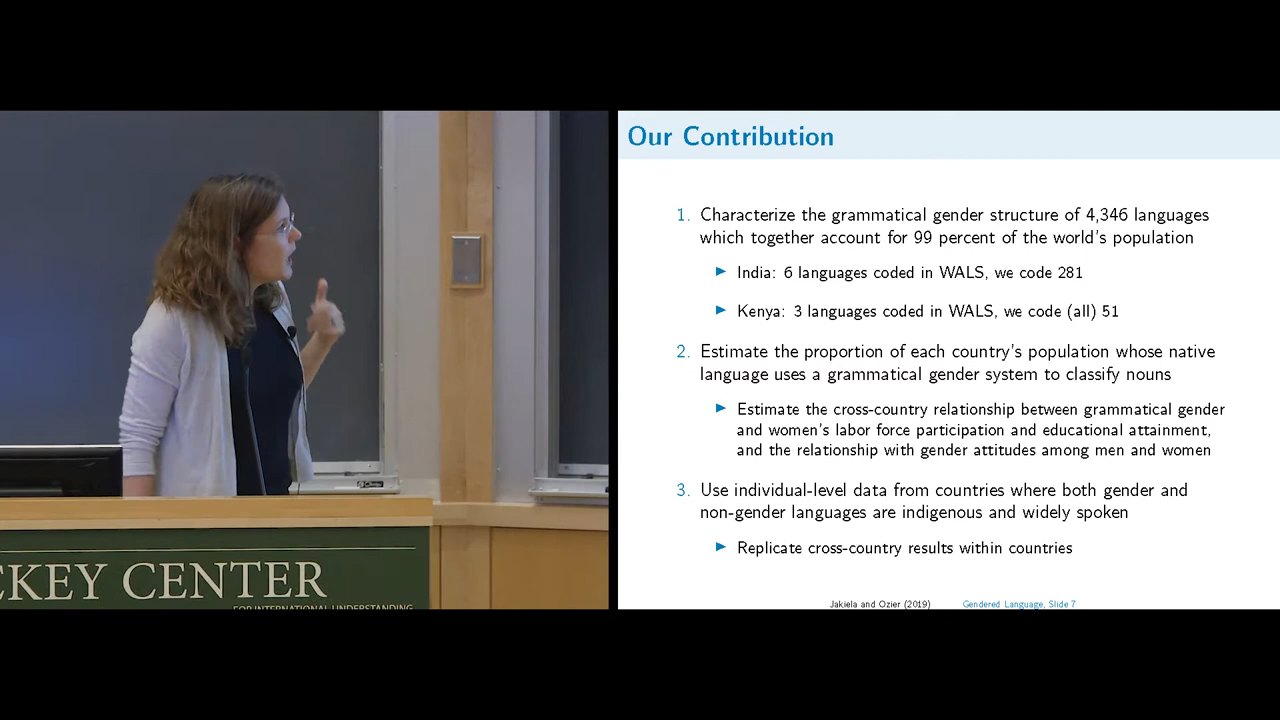 Our Contribution
1. Characterize the grammatical gender structure of 4,346 languages
which together account for 99 percent of the world's population
India: 6 languages coded in WALS, we code 281
Kenya: 3 languages coded in WALS, we code (all) 51
2. Estimate the proportion of each country's population whose native
language uses a grammatical gender system to classify nouns
Estimate the cross-country relationship between grammatical gender
and women's labor force participation and educational attainment,
and the relationship with gender attitudes among men and women
3. Use individual-level data from countries where both gender and
non-gender languages are indigenous and widely spoken
Replicate cross-country results within countries
Jakiela and Ozier (2019) Gendered Language, Slide 7
CKEY CENTER
FOR INTERNATIONAL UNDERSTANDING